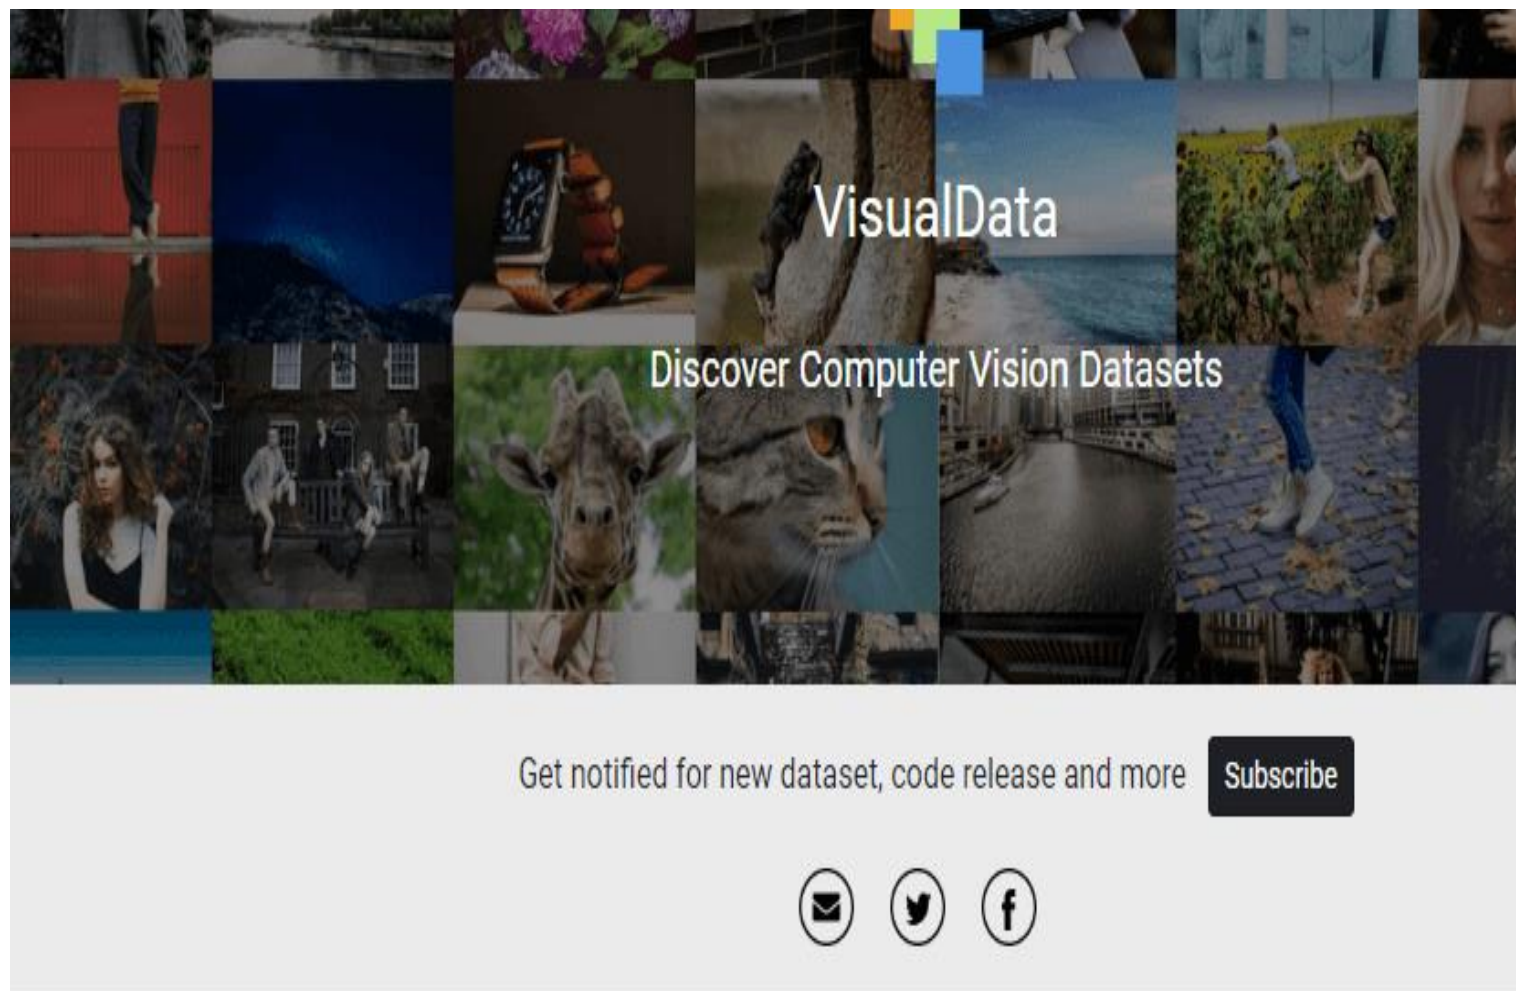 VisualData
Discover Computer Vision Datasets
Get notified for new dataset, code release and more
Subscribe